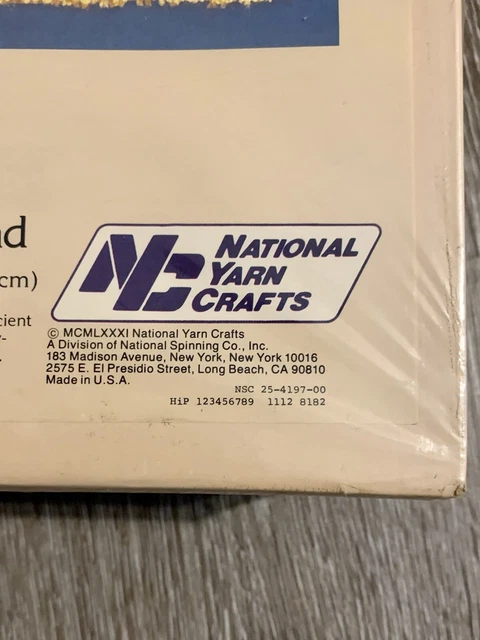 nd
cm)
cient
y-
.
NC NATIONAL
YARN
CRAFTS
© MCMLXXXI National Yarn Crafts
A Division of National Spinning Co., Inc.
183 Madison Avenue, New York, New York 10016
2575 E. El Presidio Street, Long Beach, CA 90810
Made in U.S.A.
NSC 25-4197-00
HiP 123456789 1112 8182